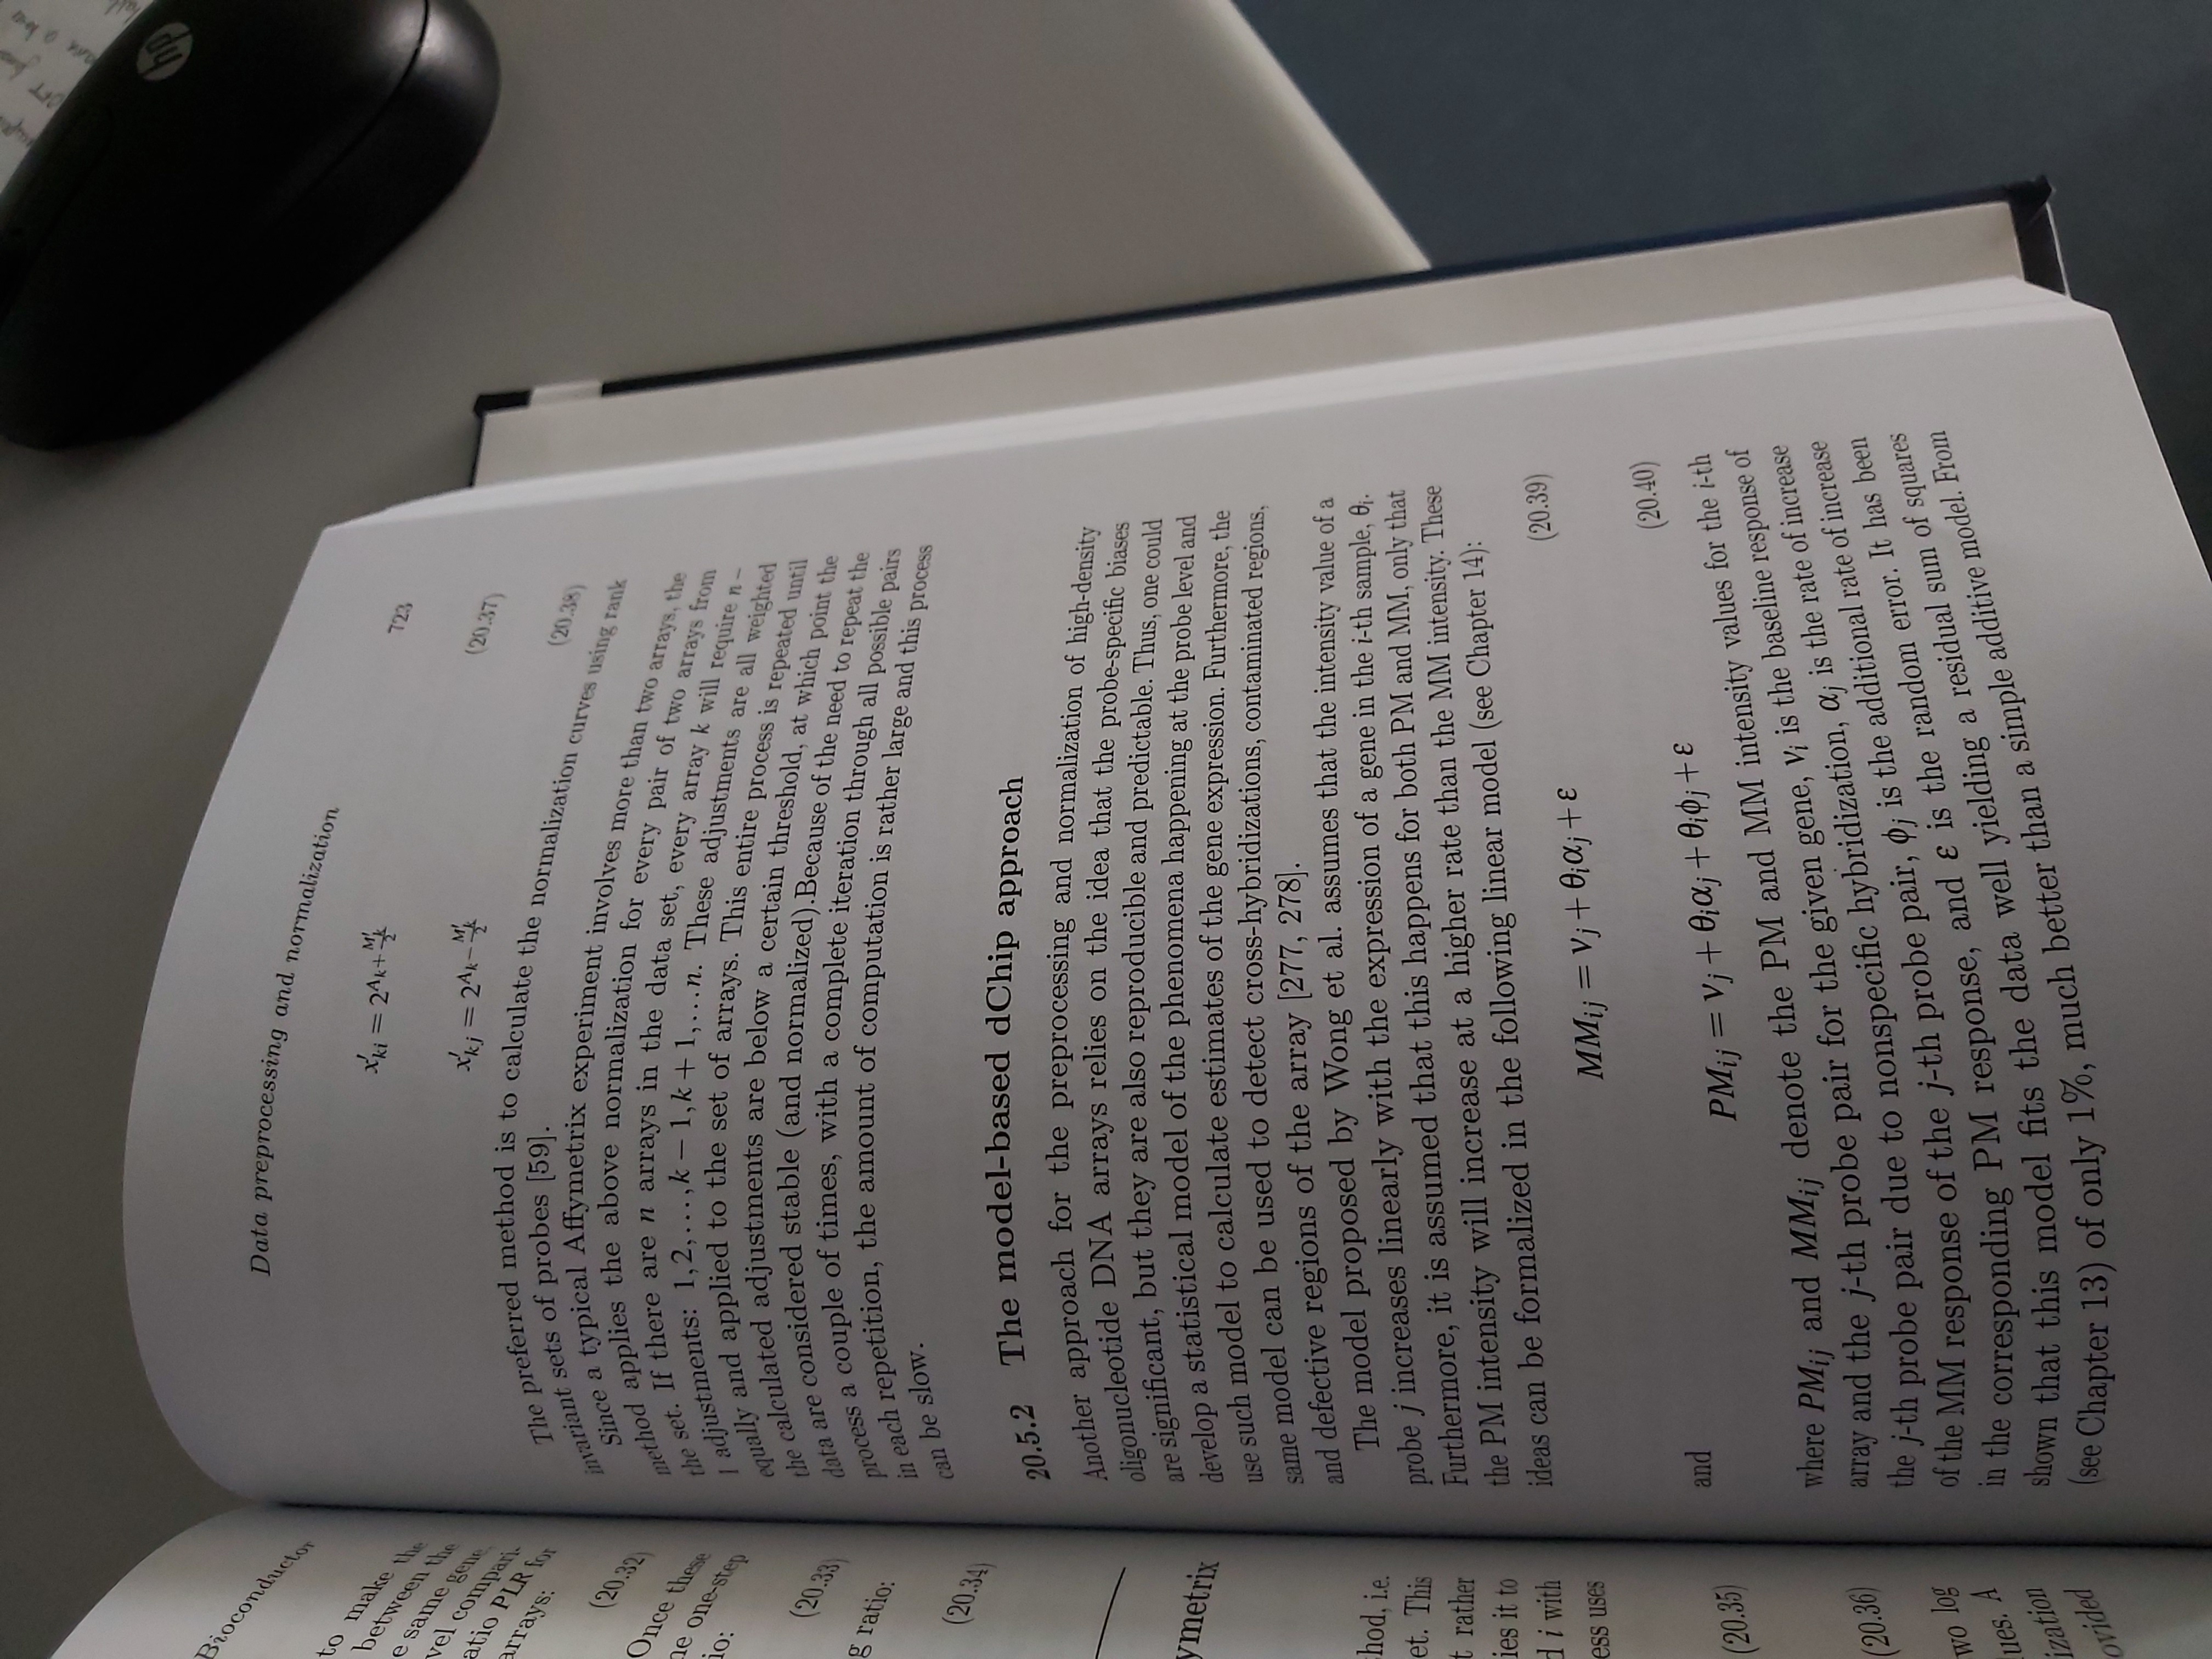 Bioconductor
to make the
between the
e same gene,
vel compari-
atio PLR for
arrays:
(20.32)
Once these
ne one-step
io:
(20.33)
g ratio:
(20.34)
ymetrix
hod, i.e.
et. This
t rather
ies it to
d i with
ess uses
(20.35)
(20.36)
wo log
lues. A
ization
ovided
Data preprocessing and normalization
723
x′ki = 2^(Ak + M′k/2)
(20.37)
x′kj = 2^(Ak − M′k/2)
(20.38)
The preferred method is to calculate the normalization curves using rank
invariant sets of probes [59].
Since a typical Affymetrix experiment involves more than two arrays, the
method applies the above normalization for every pair of two arrays from
the set. If there are n arrays in the data set, every array k will require n −
1 adjustments: 1,2,…,k − 1,k + 1,…n. These adjustments are all weighted
equally and applied to the set of arrays. This entire process is repeated until
the calculated adjustments are below a certain threshold, at which point the
data are considered stable (and normalized).Because of the need to repeat the
process a couple of times, with a complete iteration through all possible pairs
in each repetition, the amount of computation is rather large and this process
can be slow.
20.5.2 The model-based dChip approach
Another approach for the preprocessing and normalization of high-density
oligonucleotide DNA arrays relies on the idea that the probe-specific biases
are significant, but they are also reproducible and predictable. Thus, one could
develop a statistical model of the phenomena happening at the probe level and
use such model to calculate estimates of the gene expression. Furthermore, the
same model can be used to detect cross-hybridizations, contaminated regions,
and defective regions of the array [277, 278].
The model proposed by Wong et al. assumes that the intensity value of a
probe j increases linearly with the expression of a gene in the i-th sample, θi.
Furthermore, it is assumed that this happens for both PM and MM, only that
the PM intensity will increase at a higher rate than the MM intensity. These
ideas can be formalized in the following linear model (see Chapter 14):
MMij = νj + θiαj + ε
(20.39)
and
PMij = νj + θiαj + θiϕj + ε
(20.40)
where PMij and MMij denote the PM and MM intensity values for the i-th
array and the j-th probe pair for the given gene, νi is the baseline response of
the j-th probe pair due to nonspecific hybridization, αj is the rate of increase
of the MM response of the j-th probe pair, ϕj is the additional rate of increase
in the corresponding PM response, and ε is the random error. It has been
shown that this model fits the data well yielding a residual sum of squares
(see Chapter 13) of only 1%, much better than a simple additive model. From
hp